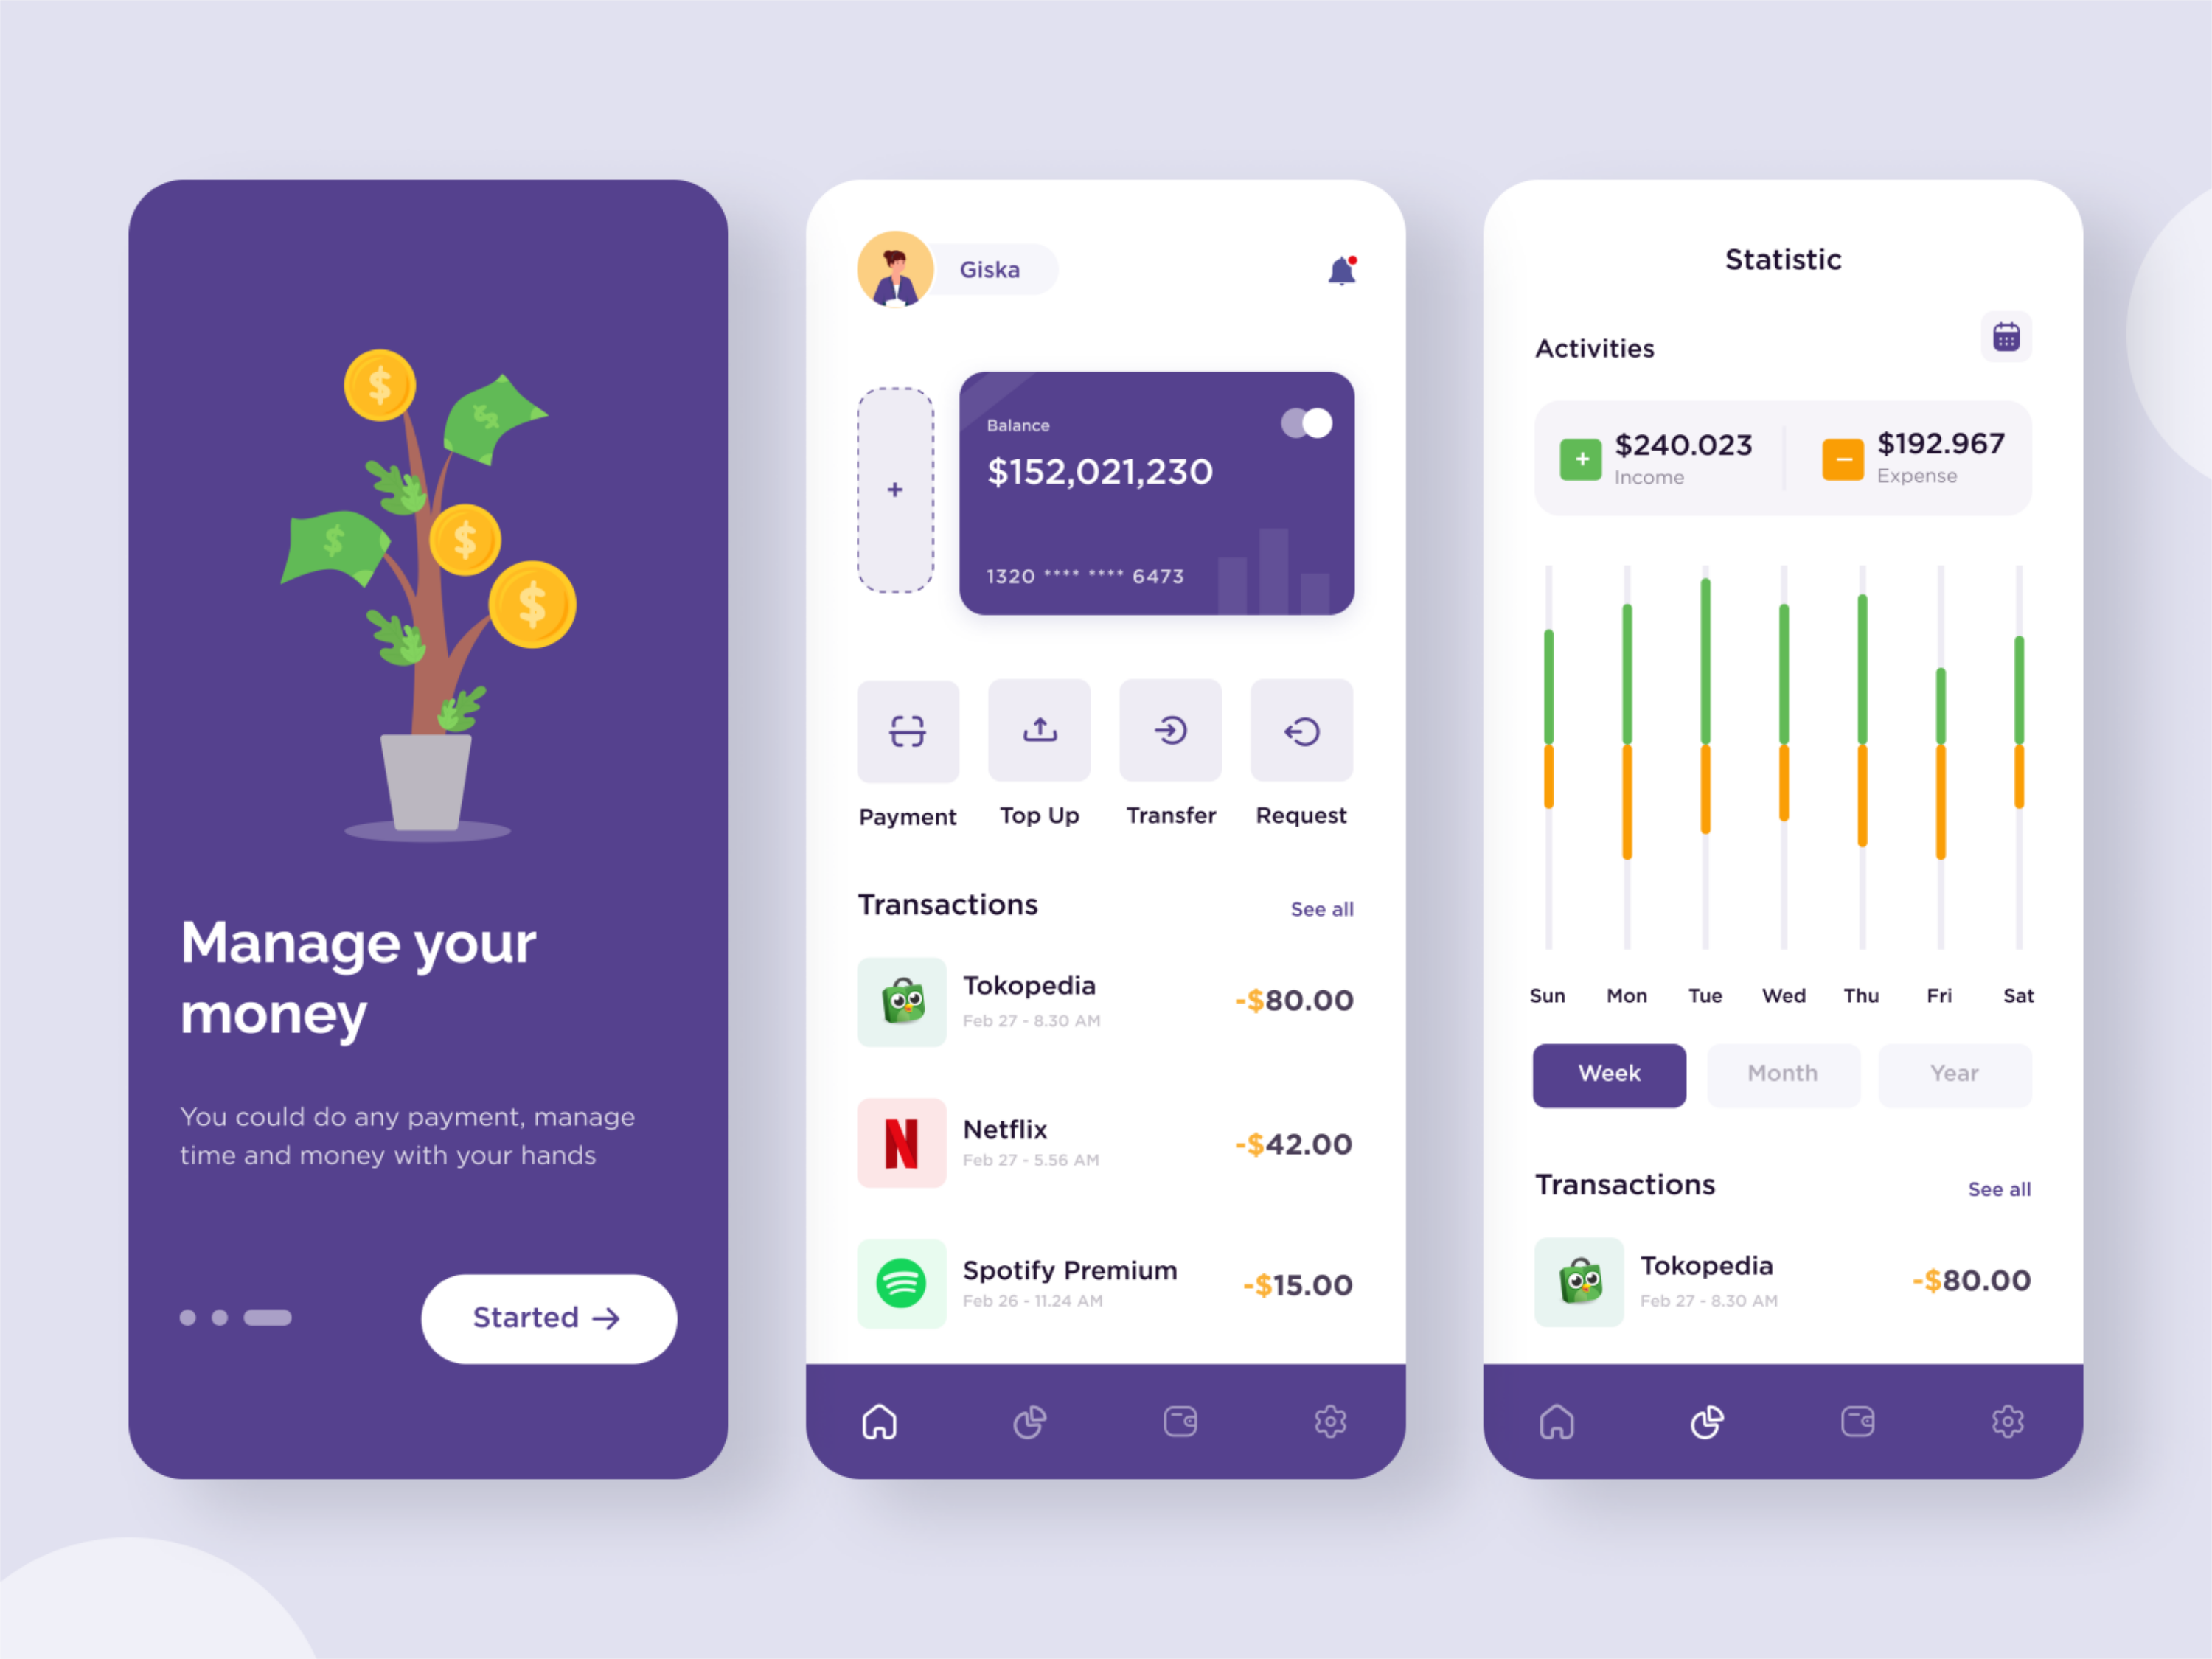 Manage your
money
You could do any payment, manage
time and money with your hands
Started →
Giska
Balance
$152,021,230
1320 **** **** 6473
+
Payment
Top Up
Transfer
Request
Transactions
See all
Tokopedia
Feb 27 - 8.30 AM
-$80.00
N
Netflix
Feb 27 - 5.56 AM
-$42.00
Spotify Premium
Feb 26 - 11.24 AM
-$15.00
Statistic
Activities
+
$240.023
Income
−
$192.967
Expense
Sun Mon Tue Wed Thu Fri Sat
Week
Month
Year
Transactions
See all
Tokopedia
Feb 27 - 8.30 AM
-$80.00